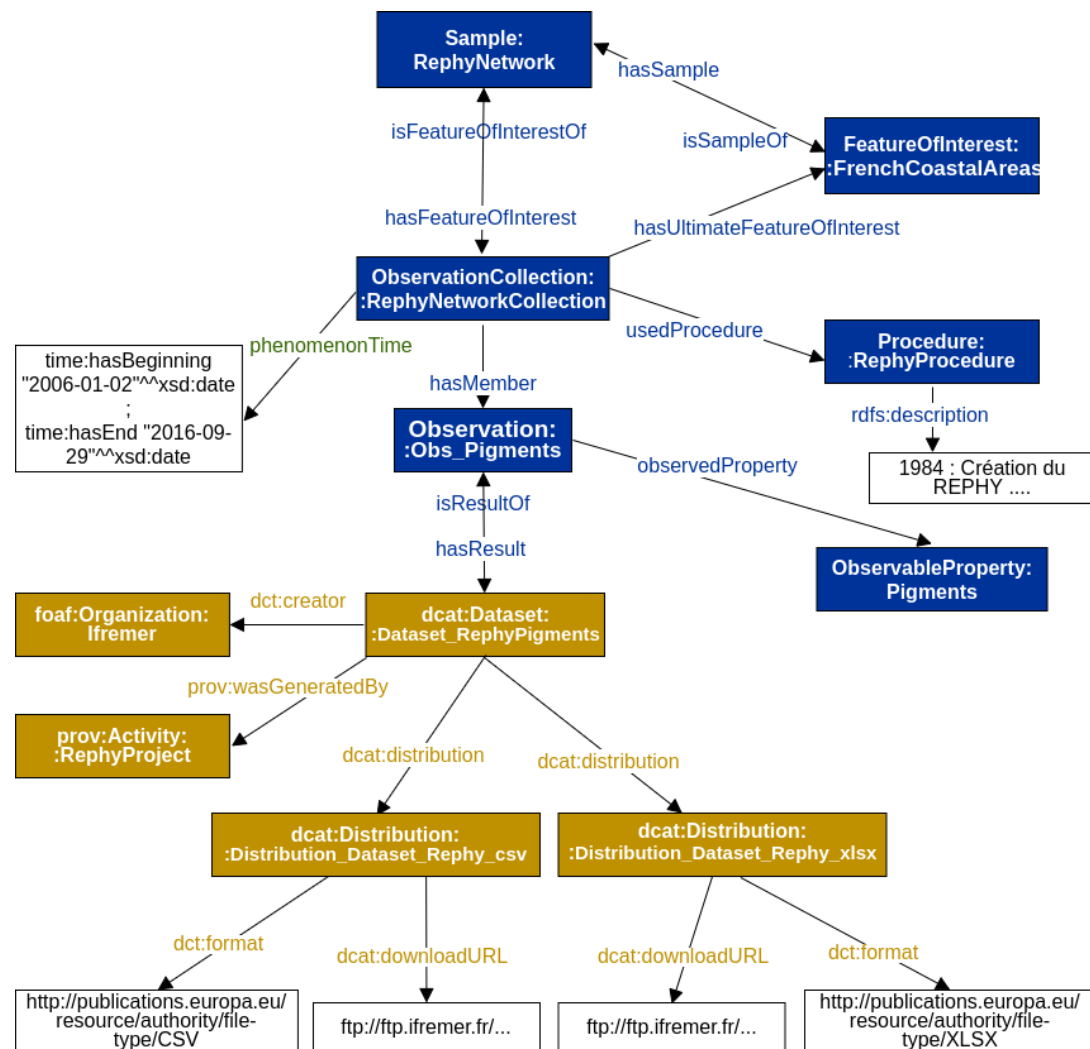 Sample:
RephyNetwork
hasSample
isFeatureOfInterestOf
isSampleOf
FeatureOfInterest:
:FrenchCoastalAreas
hasFeatureOfInterest
hasUltimateFeatureOfInterest
ObservationCollection:
:RephyNetworkCollection
usedProcedure
phenomenonTime
Procedure:
:RephyProcedure
time:hasBeginning
"2006-01-02"^^xsd:date
;
time:hasEnd "2016-09-
29"^^xsd:date
hasMember
rdfs:description
Observation:
:Obs_Pigments
observedProperty
1984 : Création du
REPHY ....
isResultOf
hasResult
ObservableProperty:
Pigments
foaf:Organization:
Ifremer
dct:creator
dcat:Dataset:
:Dataset_RephyPigments
prov:wasGeneratedBy
prov:Activity:
:RephyProject
dcat:distribution
dcat:distribution
dcat:Distribution:
:Distribution_Dataset_Rephy_csv
dcat:Distribution:
:Distribution_Dataset_Rephy_xlsx
dct:format
dcat:downloadURL
dcat:downloadURL
dct:format
http://publications.europa.eu/
resource/authority/file-
type/CSV
ftp://ftp.ifremer.fr/...
ftp://ftp.ifremer.fr/...
http://publications.europa.eu/
resource/authority/file-
type/XLSX